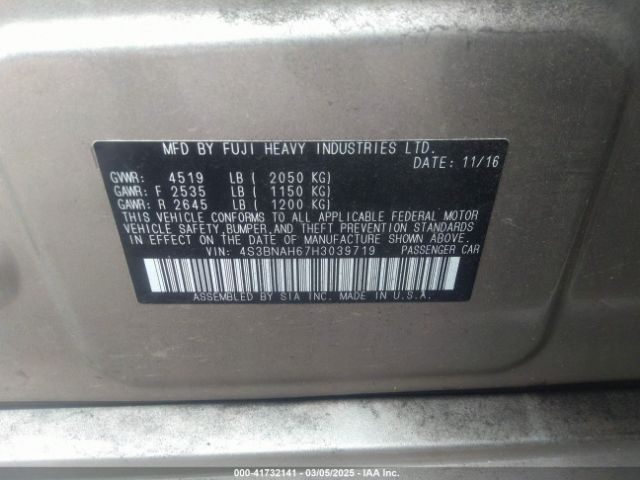 MFD BY FUJI HEAVY INDUSTRIES LTD.
DATE: 11/16
GVWR: 4519 LB ( 2050 KG)
GAWR: F 2535 LB ( 1150 KG)
GAWR: R 2645 LB ( 1200 KG)
THIS VEHICLE CONFORMS TO ALL APPLICABLE FEDERAL MOTOR
VEHICLE SAFETY, BUMPER, AND THEFT PREVENTION STANDARDS
IN EFFECT ON THE DATE OF MANUFACTURE SHOWN ABOVE.
VIN: 4S3BNAH67H3039719 PASSENGER CAR
ASSEMBLED BY SIA INC. MADE IN U.S.A.
000-41732141 - 03/05/2025 - IAA Inc.